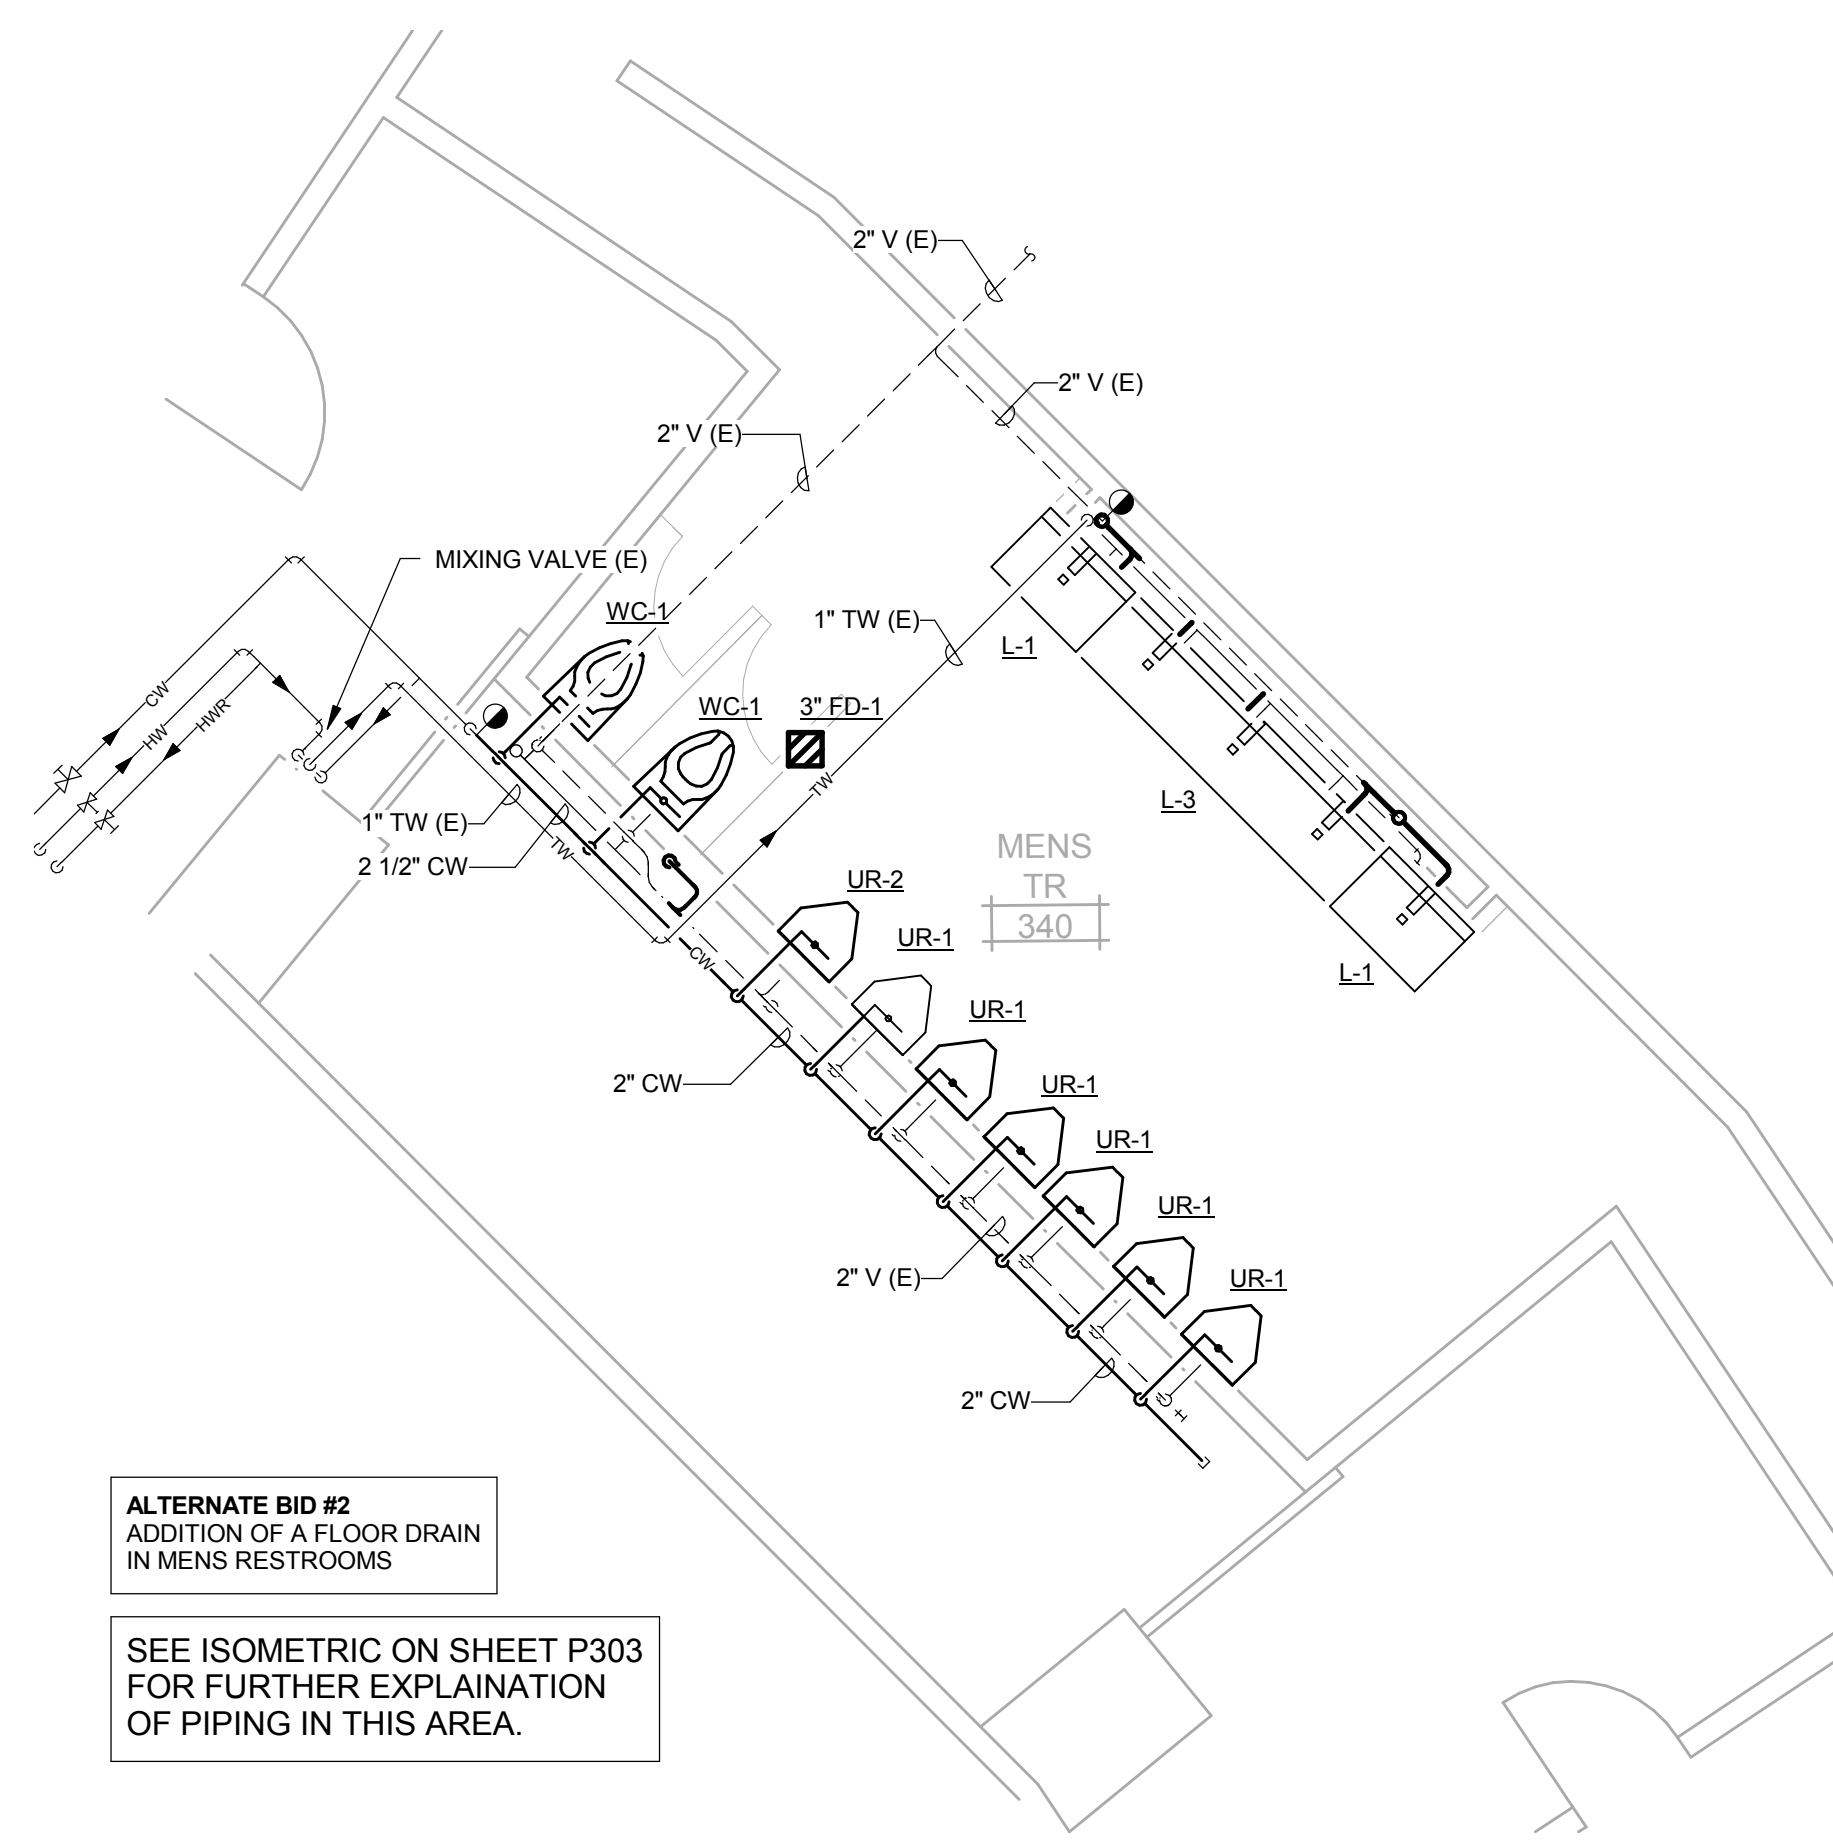 2" V (E)
2" V (E)
2" V (E)
MIXING VALVE (E)
WC-1
1" TW (E)
L-1
CW
HW
HWR
WC-1
3" FD-1
TW
L-3
1" TW (E)
2 1/2" CW
TW
MENS
TR
340
UR-2
UR-1
CW
L-1
UR-1
2" CW
UR-1
UR-1
UR-1
2" V (E)
UR-1
2" CW
ALTERNATE BID #2
ADDITION OF A FLOOR DRAIN
IN MENS RESTROOMS
SEE ISOMETRIC ON SHEET P303
FOR FURTHER EXPLAINATION
OF PIPING IN THIS AREA.